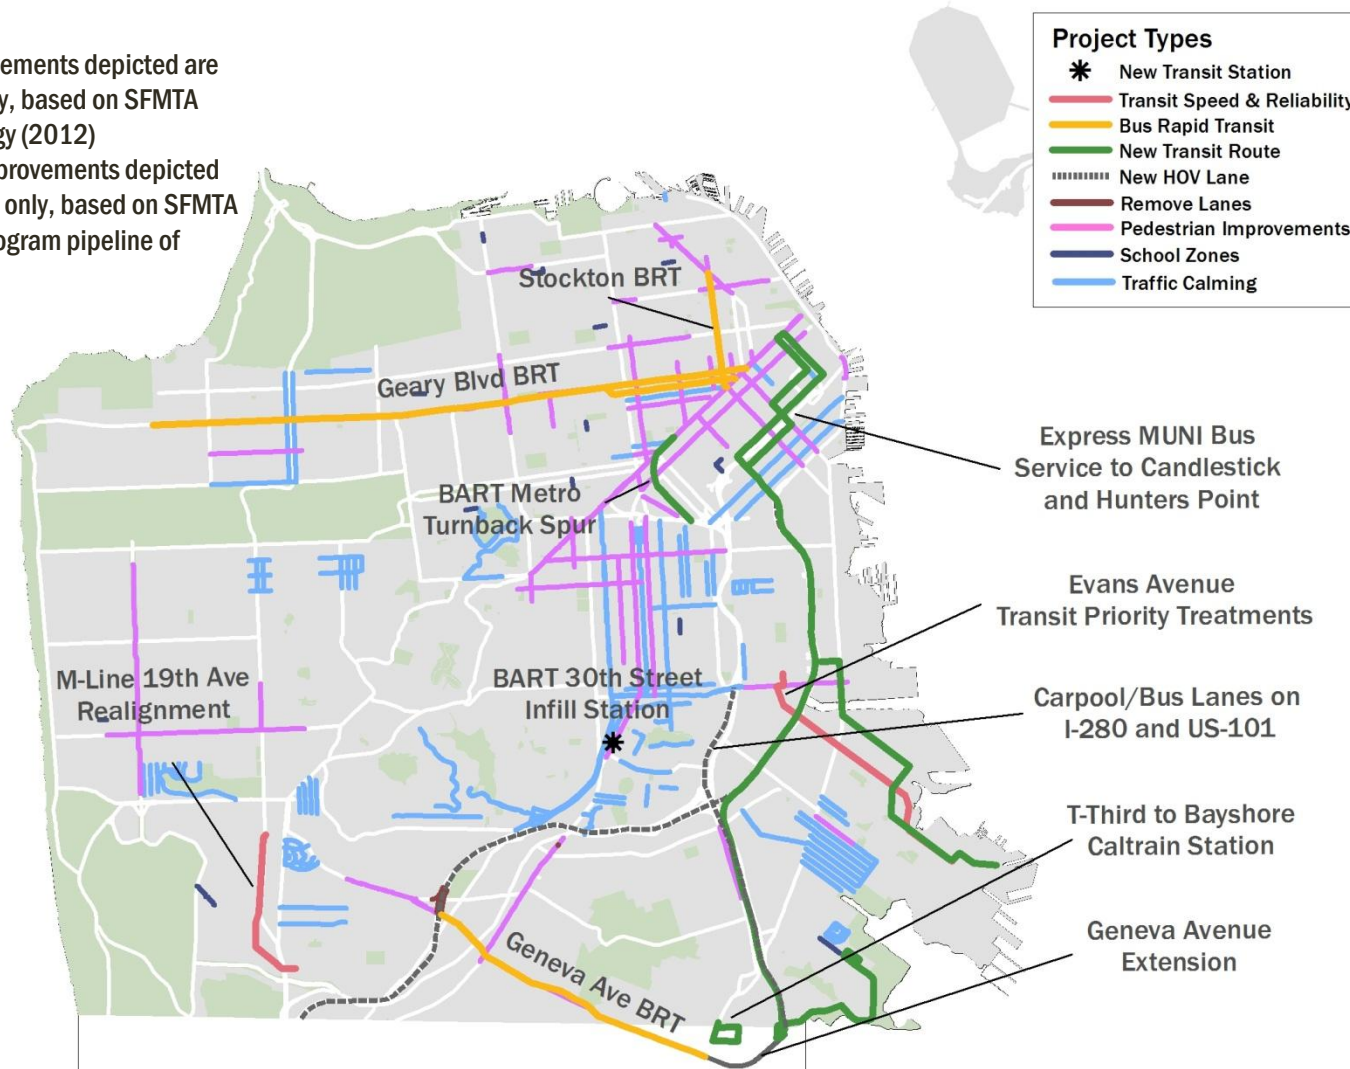 ements depicted are
y, based on SFMTA
gy (2012)
provements depicted
only, based on SFMTA
ogram pipeline of
Project Types
New Transit Station
Transit Speed & Reliability
Bus Rapid Transit
New Transit Route
New HOV Lane
Remove Lanes
Pedestrian Improvements
School Zones
Traffic Calming
Stockton BRT
Geary Blvd BRT
Express MUNI Bus
Service to Candlestick
and Hunters Point
BART Metro
Turnback Spur
Evans Avenue
Transit Priority Treatments
M-Line 19th Ave
Realignment
BART 30th Street
Infill Station
Carpool/Bus Lanes on
I-280 and US-101
T-Third to Bayshore
Caltrain Station
Geneva Avenue
Extension
Geneva Ave BRT